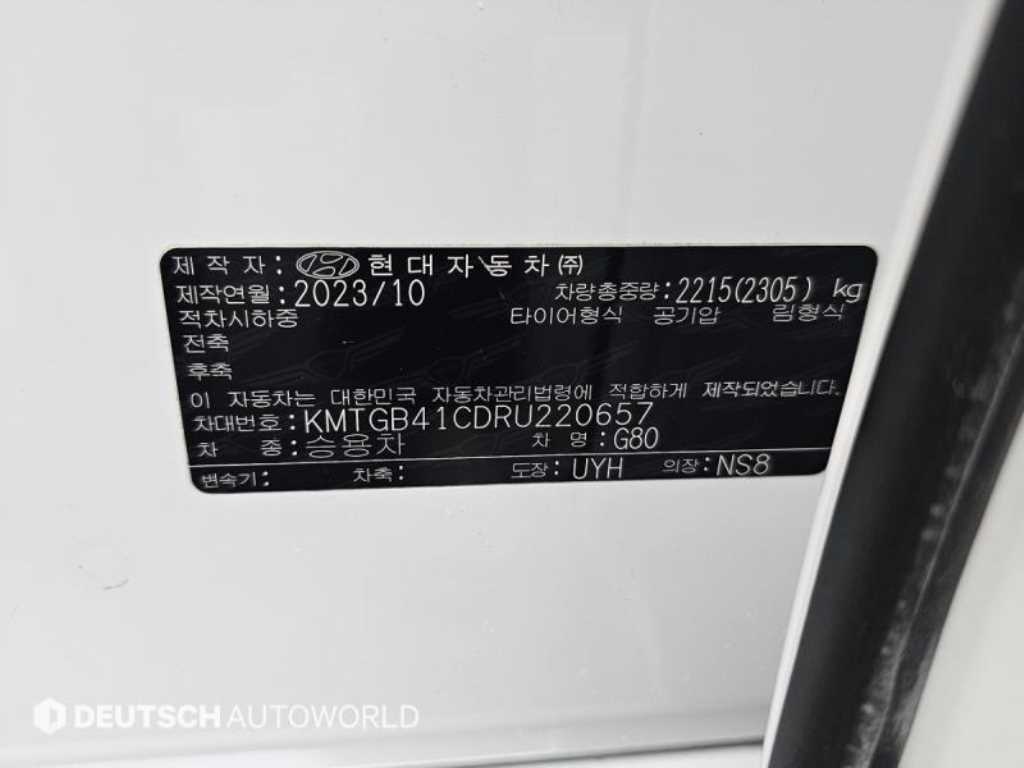 제 작 자 : 현대자동차 ㈜
제작연월 : 2023/10 차량총중량 : 2215(2305) kg
적차시하중 타이어형식 공기압 림형식
전축
후축
이 자동차는 대한민국 자동차관리법령에 적합하게 제작되었습니다.
차대번호 : KMTGB41CDRU220657
차 종 : 승용차 차 명 : G80
변속기 : 차축 : 도장 : UYH 의장 : NS8
DEUTSCH AUTOWORLD